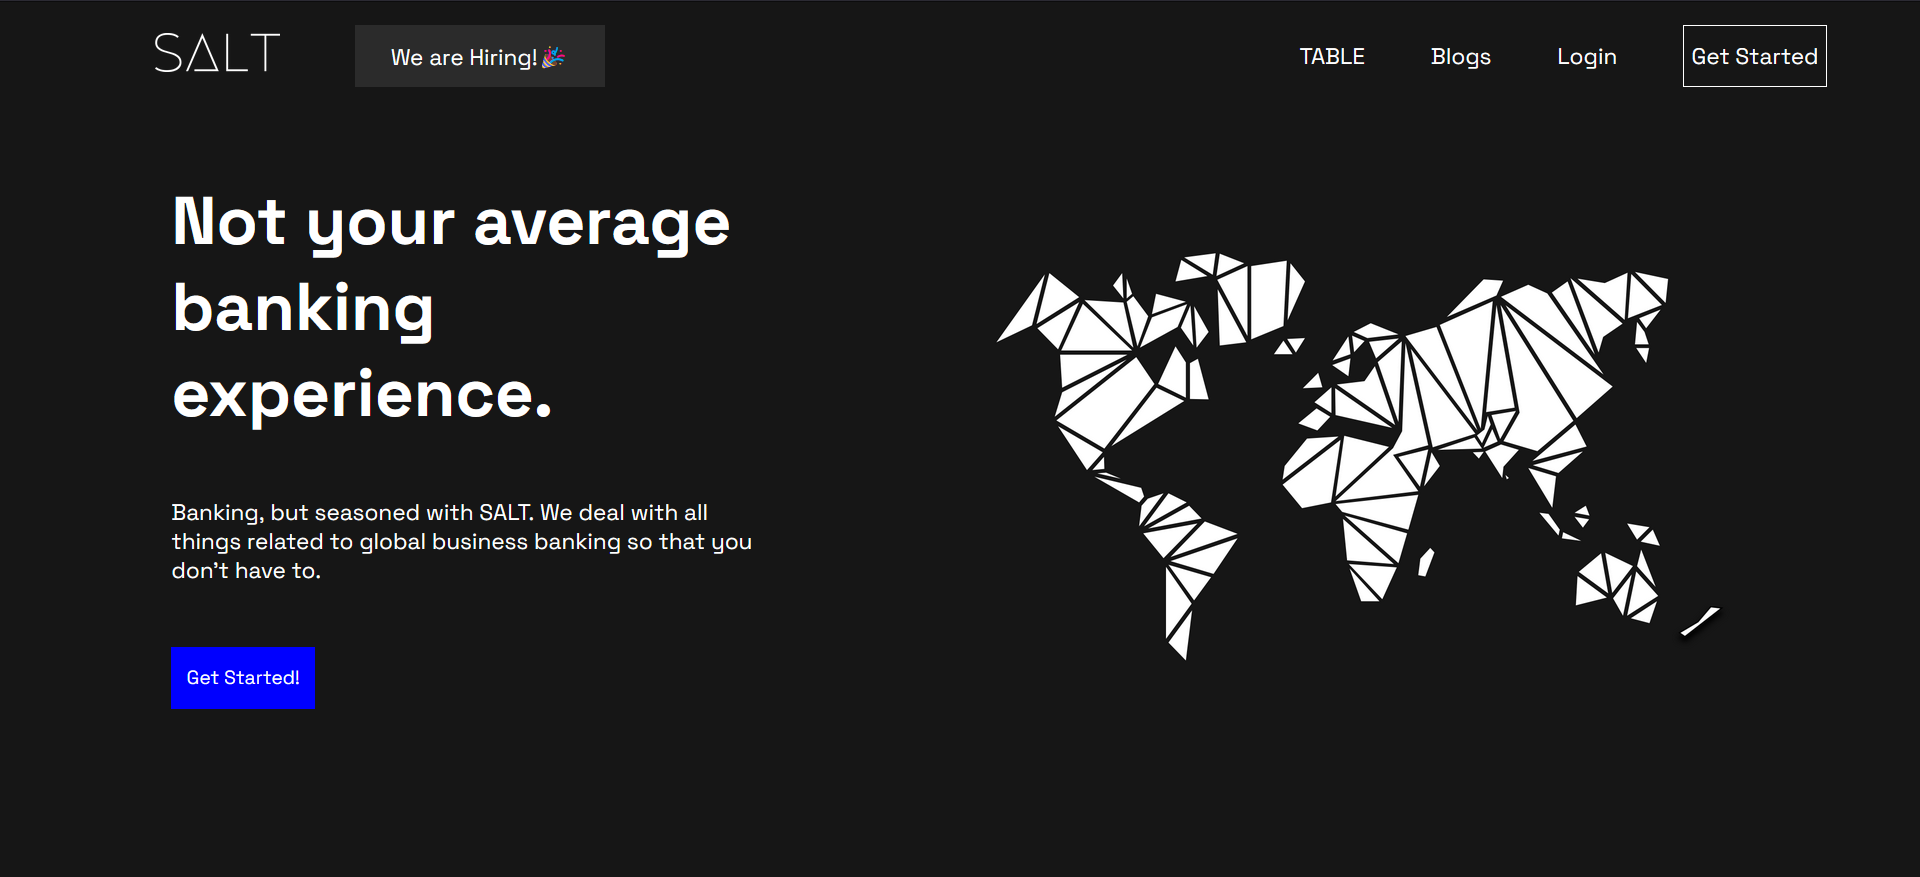 SALT
We are Hiring!🎉
TABLE
Blogs
Login
Get Started
Not your average
banking
experience.
Banking, but seasoned with SALT. We deal with all
things related to global business banking so that you
don’t have to.
Get Started!